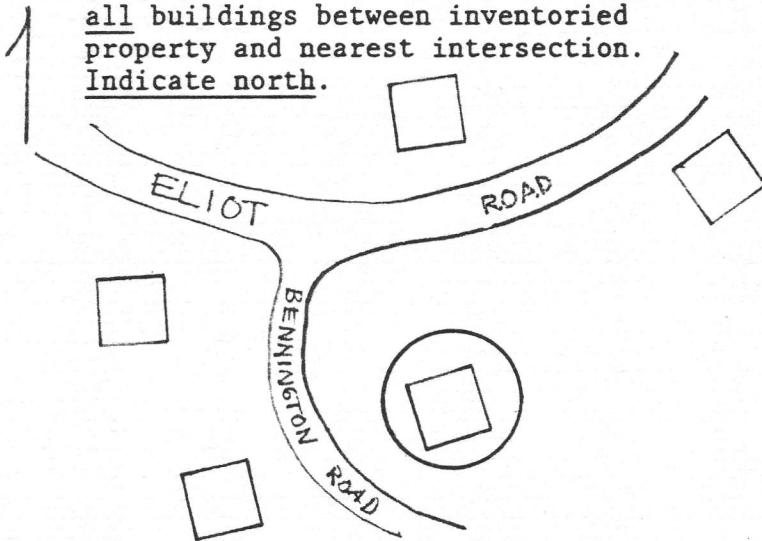 all buildings between inventoried
property and nearest intersection.
Indicate north.
ELIOT ROAD
BENNINGTON ROAD